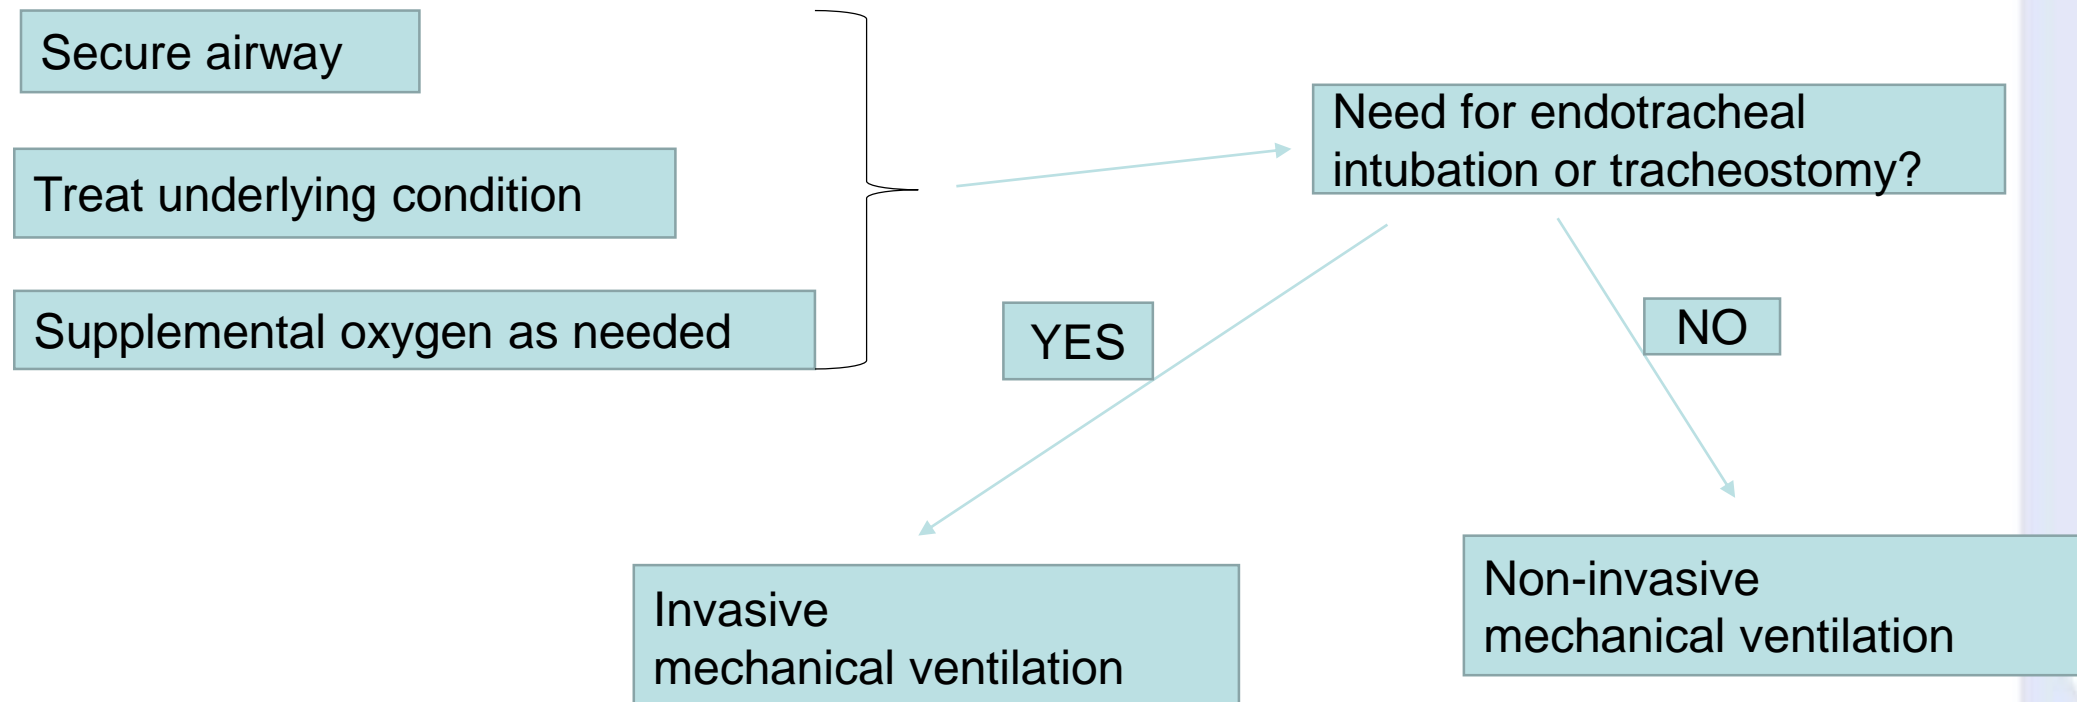 Secure airway
Treat underlying condition
Supplemental oxygen as needed
Need for endotracheal
intubation or tracheostomy?
YES
NO
Invasive
mechanical ventilation
Non-invasive
mechanical ventilation